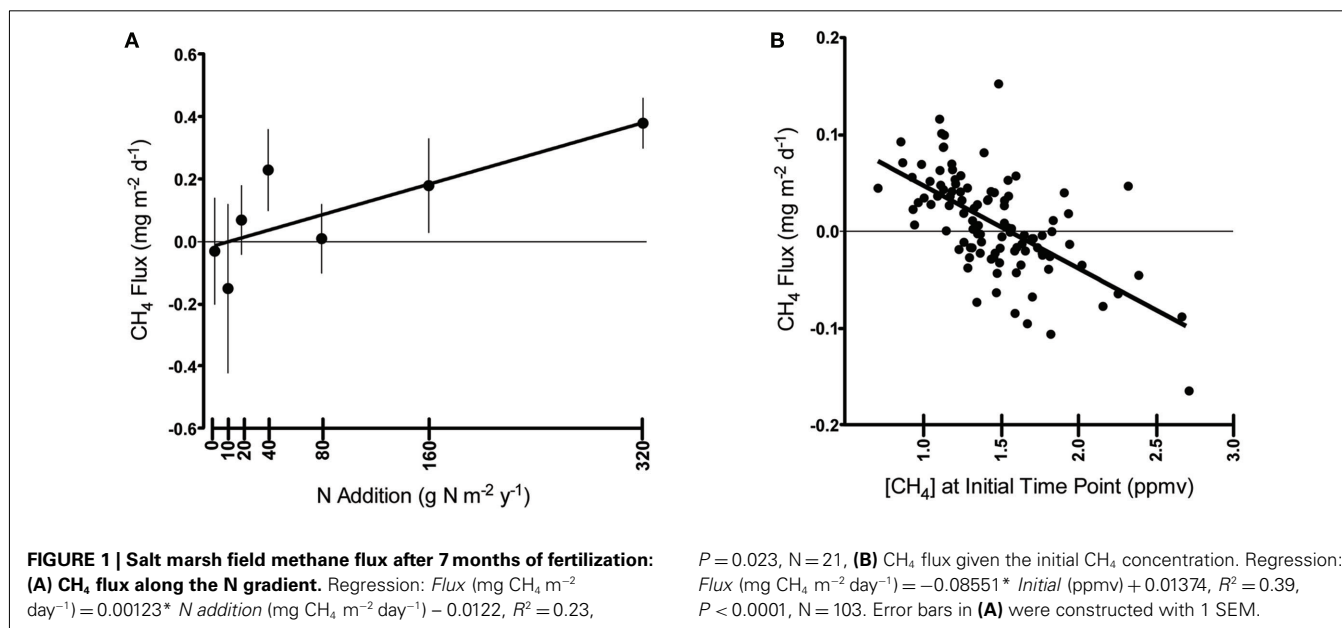 A
0.6
0.4
0.2
0.0
-0.2
-0.4
-0.6
CH4 Flux (mg m-2 d-1)
0
10
20
40
80
160
320
N Addition (g N m-2 y-1)
B
0.2
0.1
0.0
-0.1
-0.2
CH4 Flux (mg m-2 d-1)
1.0
1.5
2.0
2.5
3.0
[CH4] at Initial Time Point (ppmv)
FIGURE 1 | Salt marsh field methane flux after 7 months of fertilization:
(A) CH4 flux along the N gradient. Regression: Flux (mg CH4 m−2
day−1) = 0.00123* N addition (mg CH4 m−2 day−1) − 0.0122, R2 = 0.23,
P = 0.023, N = 21, (B) CH4 flux given the initial CH4 concentration. Regression:
Flux (mg CH4 m−2 day−1) = −0.08551* Initial (ppmv) + 0.01374, R2 = 0.39,
P < 0.0001, N = 103. Error bars in (A) were constructed with 1 SEM.